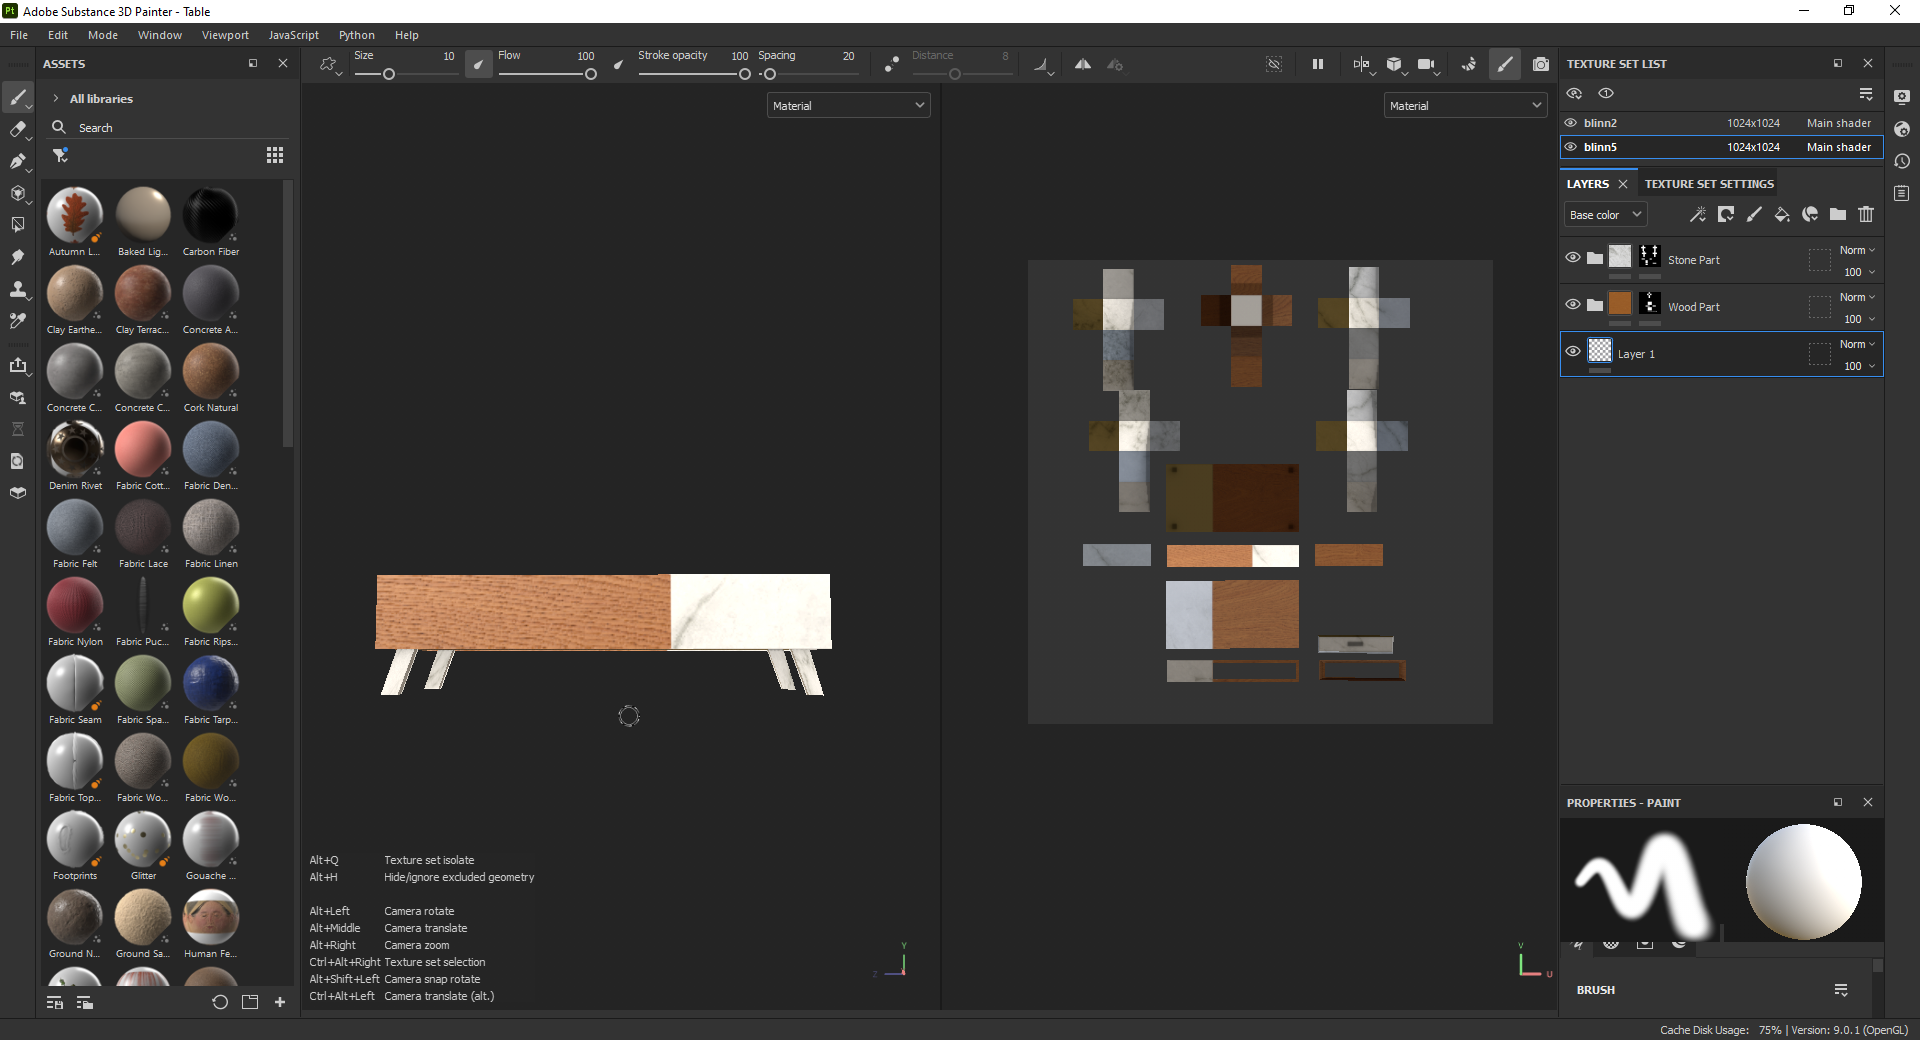 Pt Adobe Substance 3D Painter - Table
File Edit Mode Window Viewport JavaScript Python Help
ASSETS
All libraries
Search
Autumn L... Baked Lig... Carbon Fiber
Clay Earthe... Clay Terrac... Concrete A...
Concrete C... Concrete C... Cork Natural
Denim Rivet Fabric Cott... Fabric Den...
Fabric Felt Fabric Lace Fabric Linen
Fabric Nylon Fabric Puc... Fabric Rips...
Fabric Seam Fabric Spa... Fabric Tarp...
Fabric Top... Fabric Wo... Fabric Wo...
Footprints Glitter Gouache ...
Ground N... Ground Sa... Human Fe...
Size 10 Flow 100 Stroke opacity 100 Spacing 20 Distance 8
Material
Material
Alt+Q Texture set isolate
Alt+H Hide/ignore excluded geometry
Alt+Left Camera rotate
Alt+Middle Camera translate
Alt+Right Camera zoom
Ctrl+Alt+Right Texture set selection
Alt+Shift+Left Camera snap rotate
Ctrl+Alt+Left Camera translate (alt.)
Y
Z
V
U
TEXTURE SET LIST
blinn2 1024x1024 Main shader
blinn5 1024x1024 Main shader
LAYERS TEXTURE SET SETTINGS
Base color
Stone Part Norm 100
Wood Part Norm 100
Layer 1 Norm 100
PROPERTIES - PAINT
BRUSH
Cache Disk Usage: 75% | Version: 9.0.1 (OpenGL)